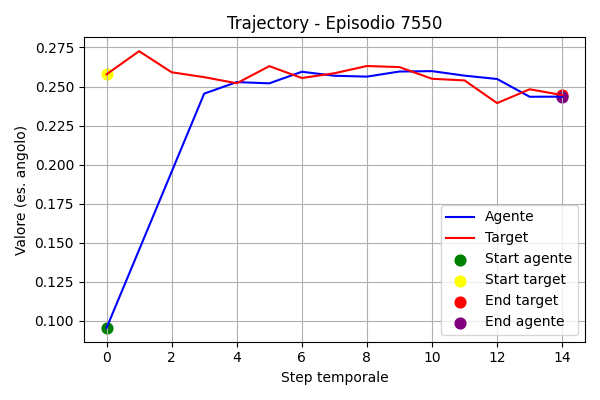 Trajectory - Episodio 7550
Valore (es. angolo)
0.275
0.250
0.225
0.200
0.175
0.150
0.125
0.100
0 2 4 6 8 10 12 14
Step temporale
Agente
Target
Start agente
Start target
End target
End agente